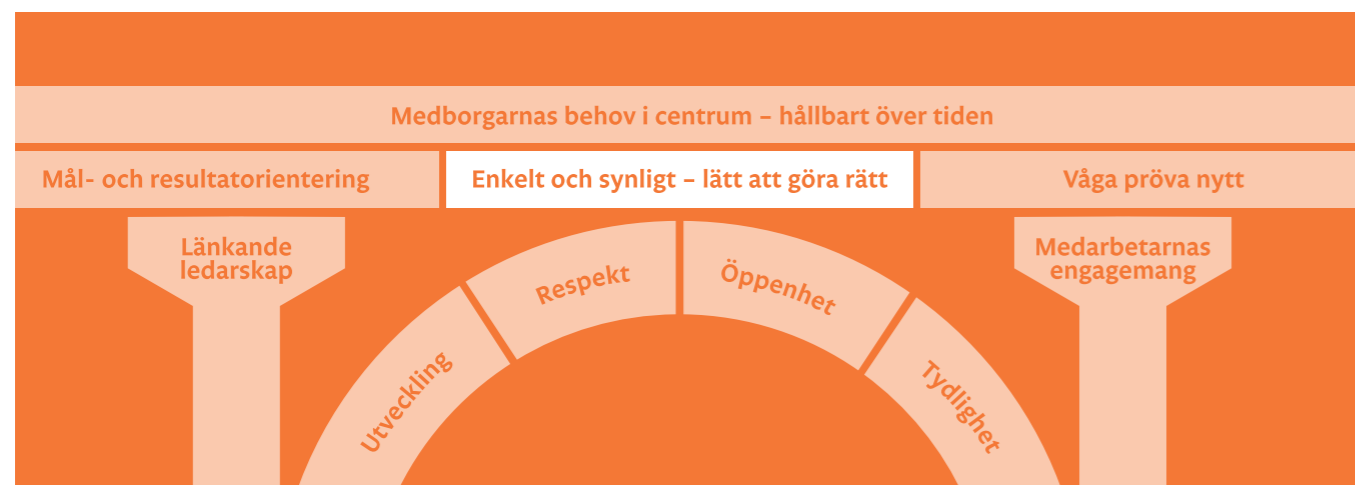 Medborgarnas behov i centrum – hållbart över tiden
Mål- och resultatorientering
Enkelt och synligt – lätt att göra rätt
Våga pröva nytt
Länkande
ledarskap
Utveckling
Respekt
Öppenhet
Tydlighet
Medarbetarnas
engagemang